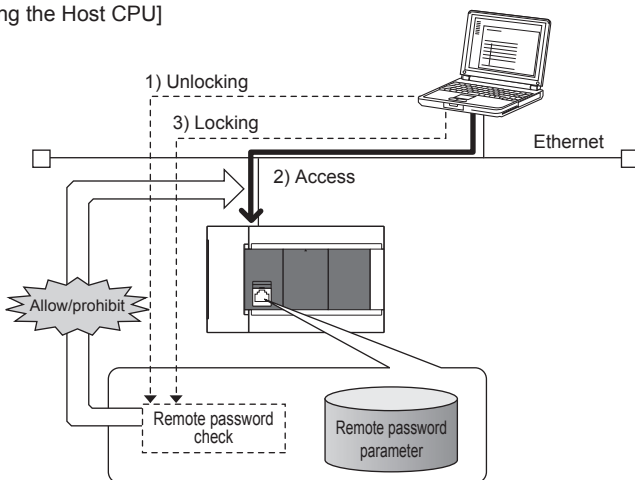 ng the Host CPU]
1) Unlocking
3) Locking
Ethernet
2) Access
Allow/prohibit
Remote password
check
Remote password
parameter